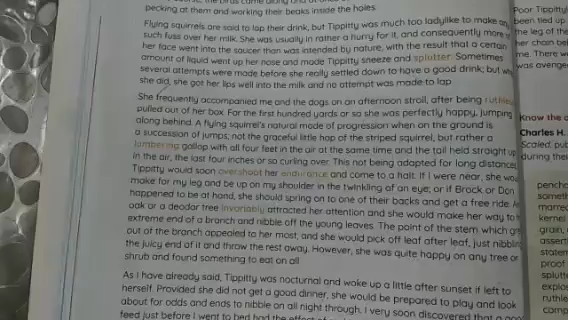 pecking at them and working their beaks inside the holes.
Flying squirrels are said to lap their drink, but Tippitty was much too ladylike to make any
such fuss over her milk. She was usually in rather a hurry for it, and consequently more of
her face went into the saucer than was intended by nature, with the result that a certain
amount of liquid went up her nose and made Tippitty sneeze and splutter. Sometimes
several attempts were made before she really settled down to have a good drink; but
she did, she got her lips well into the milk and no attempt was made to lap.
She frequently accompanied me and the dogs on an afternoon stroll, after being
pulled out of her box. For the first hundred yards or so she was perfectly happy, jumping
along behind. A flying squirrel's natural mode of progression when on the ground is
a succession of jumps; not the graceful little hop of the striped squirrel, but rather a
lumbering gallop with all four feet in the air at the same time and the tail held straight up
in the air, the last four inches or so curling over. This not being adapted for long distances,
Tippitty would soon overshoot her endurance and come to a halt. If I were near, she
make for my leg and be up on my shoulder in the twinkling of an eye; or if Brock or Don
happened to be at hand, she should spring on to one of their backs and get a free ride.
oak or a deodar tree invariably attracted her attention and she would make her way to
extreme end of a branch and nibble off the young leaves. The point of the stem which
out of the branch appealed to her most, and she would pick off leaf after leaf, just nibbling
the juicy end of it and throw the rest away. However, she was quite happy on any tree or
shrub and found something to eat on all.
As I have already said, Tippitty was nocturnal and woke up a little after sunset if left to
herself. Provided she did not get a good dinner, she would be prepared to play and look
about for odds and ends to nibble on all night through. I very soon discovered that a good
feed just before I went to bed had the effect of
Poor Tippitty
been tied up
the leg of the
her chain
me. There
was
Know the
Charles H.
Scaled,
during